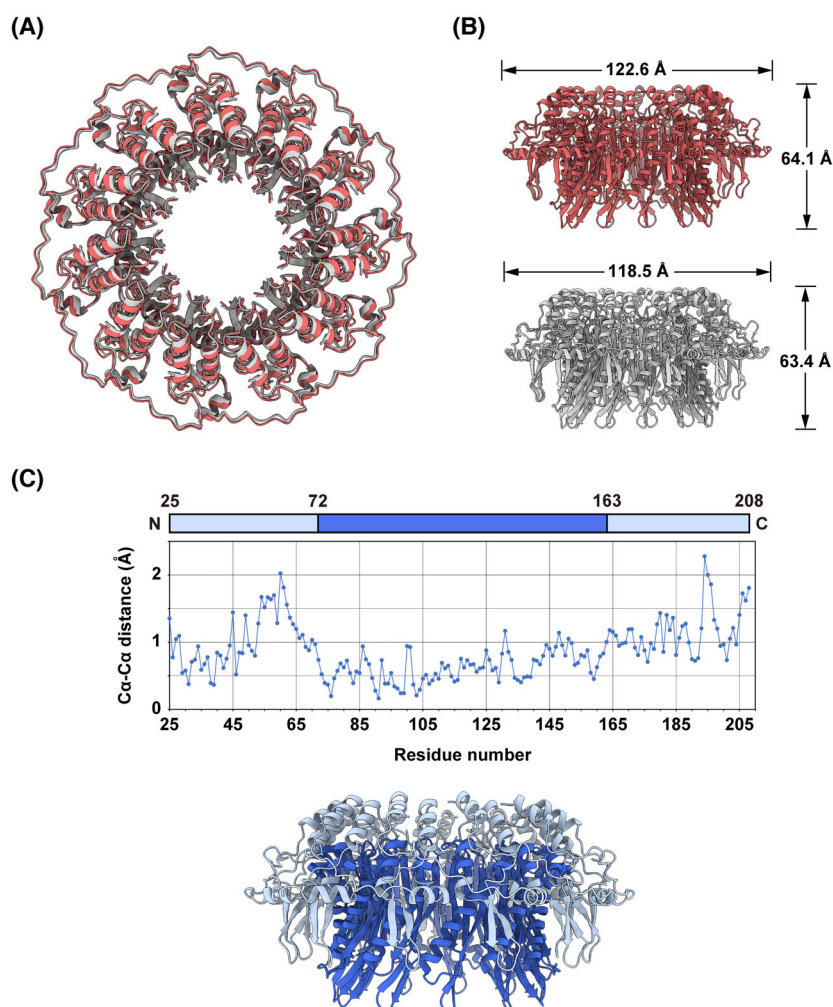 (A)
(B)
122.6 Å
64.1 Å
118.5 Å
63.4 Å
(C)
25 72 163 208
N C
Cα-Cα distance (Å)
2
1
0
25 45 65 85 105 125 145 165 185 205
Residue number